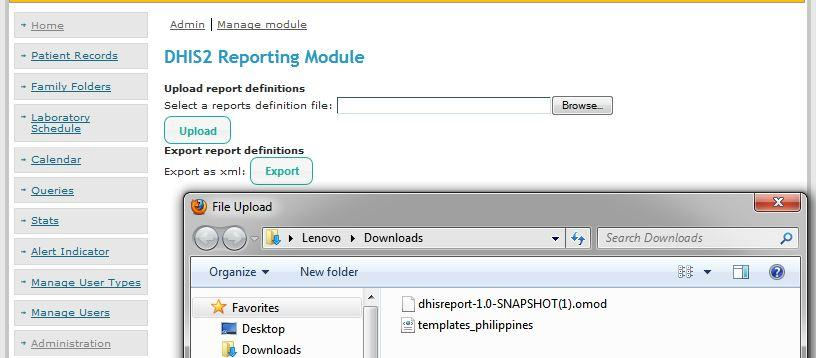 Home
Patient Records
Family Folders
Laboratory
Schedule
Calendar
Queries
Stats
Alert Indicator
Manage User Types
Manage Users
Administration
Admin | Manage module
DHIS2 Reporting Module
Upload report definitions
Select a reports definition file: Browse...
Upload
Export report definitions
Export as xml: Export
File Upload
Lenovo Downloads Search Downloads
Organize New folder
Favorites
Desktop
Downloads
dhisreport-1.0-SNAPSHOT(1).omod
templates_philippines